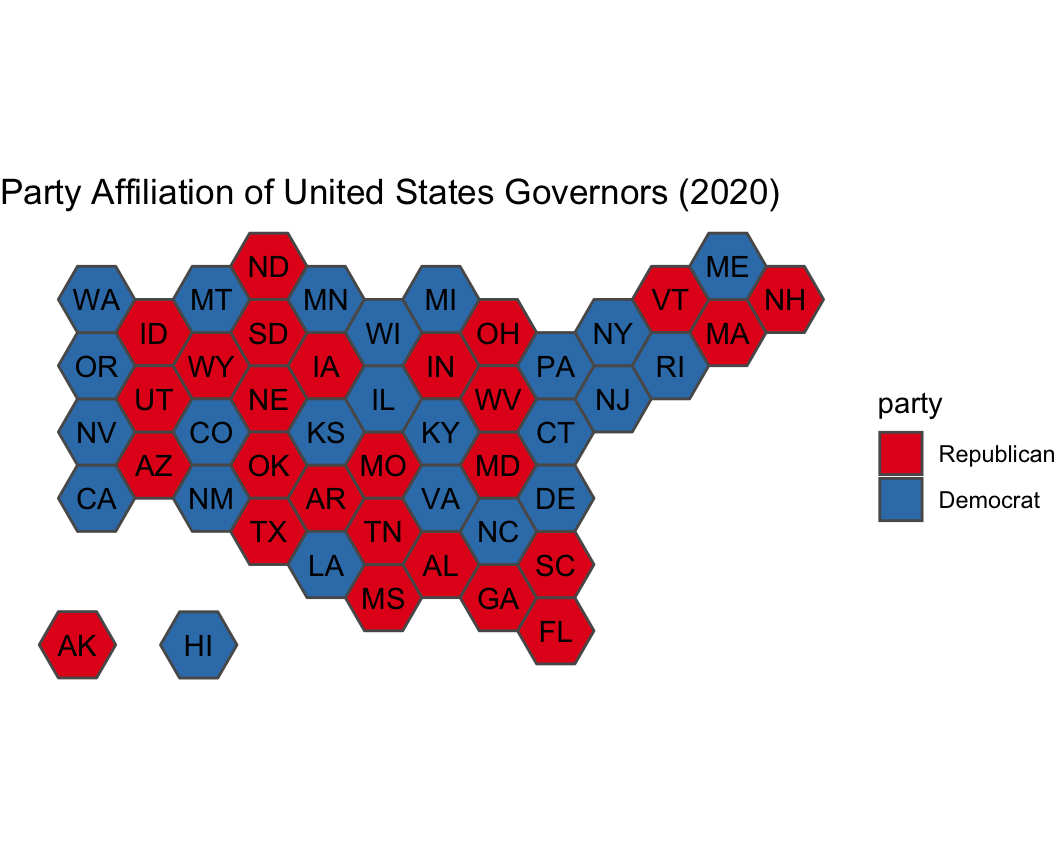 Party Affiliation of United States Governors (2020)
ND
ME
WA
MT
MN
MI
VT
NH
ID
SD
WI
OH
NY
MA
OR
WY
IA
IN
PA
RI
UT
NE
IL
WV
NJ
NV
CO
KS
KY
CT
AZ
OK
MO
MD
CA
NM
AR
VA
DE
TX
TN
NC
LA
AL
SC
MS
GA
FL
AK
HI
party
Republican
Democrat